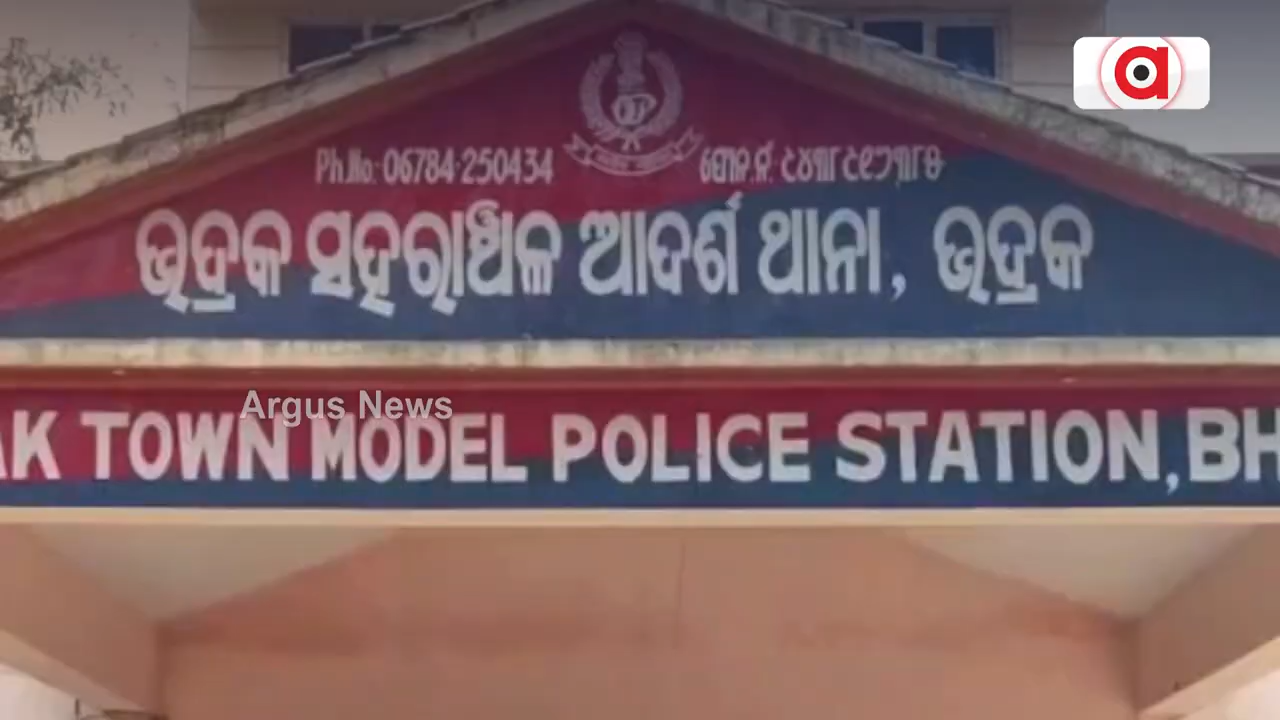 Ph.No: 06784-250434
ଫୋନ.ନଂ.
ଭଦ୍ରକ ସହରାଞ୍ଚଳ ଆଦର୍ଶ ଥାନା, ଭଦ୍ରକ
Argus News
AK TOWN MODEL POLICE STATION, BH